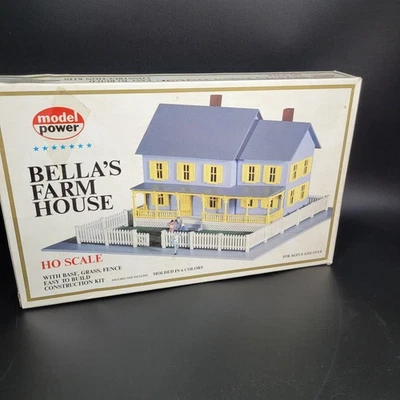 model
power
BELLA'S
FARM
HOUSE
HO SCALE
WITH BASE, GRASS, FENCE
EASY TO BUILD
CONSTRUCTION KIT
MOLDED IN 6 COLORS